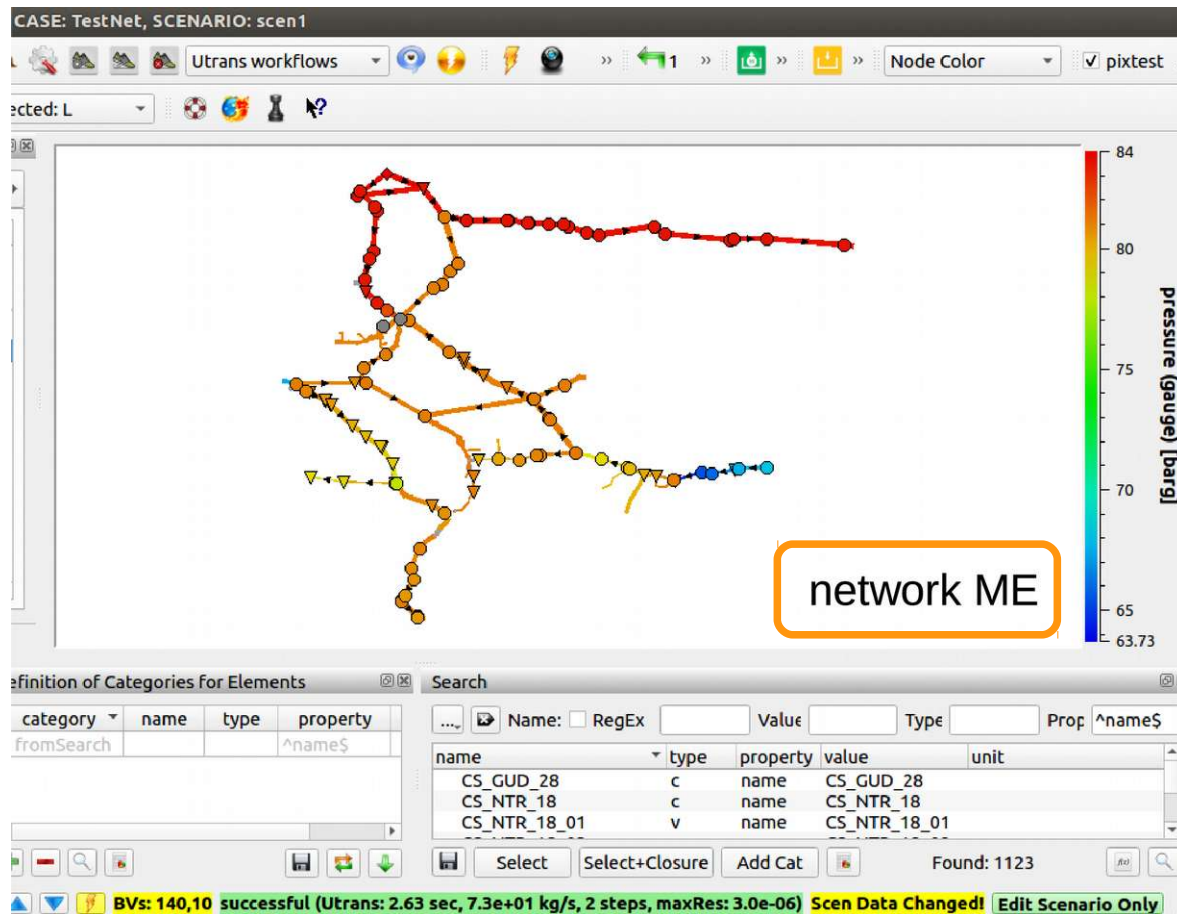 CASE: TestNet, SCENARIO: scen1
Utrans workflows
»
1
»
»
»
Node Color
pixtest
ected: L
84
80
75
70
65
63.73
pressure (gauge) [barg]
network ME
efinition of Categories for Elements
category name type property
fromSearch ^name$
Search
... Name: RegEx Value Type Prop ^name$
name type property value unit
CS_GUD_28 c name CS_GUD_28
CS_NTR_18 c name CS_NTR_18
CS_NTR_18_01 v name CS_NTR_18_01
Select Select+Closure Add Cat Found: 1123 f(x)
BVs: 140,10 successful (Utrans: 2.63 sec, 7.3e+01 kg/s, 2 steps, maxRes: 3.0e-06) Scen Data Changed! Edit Scenario Only